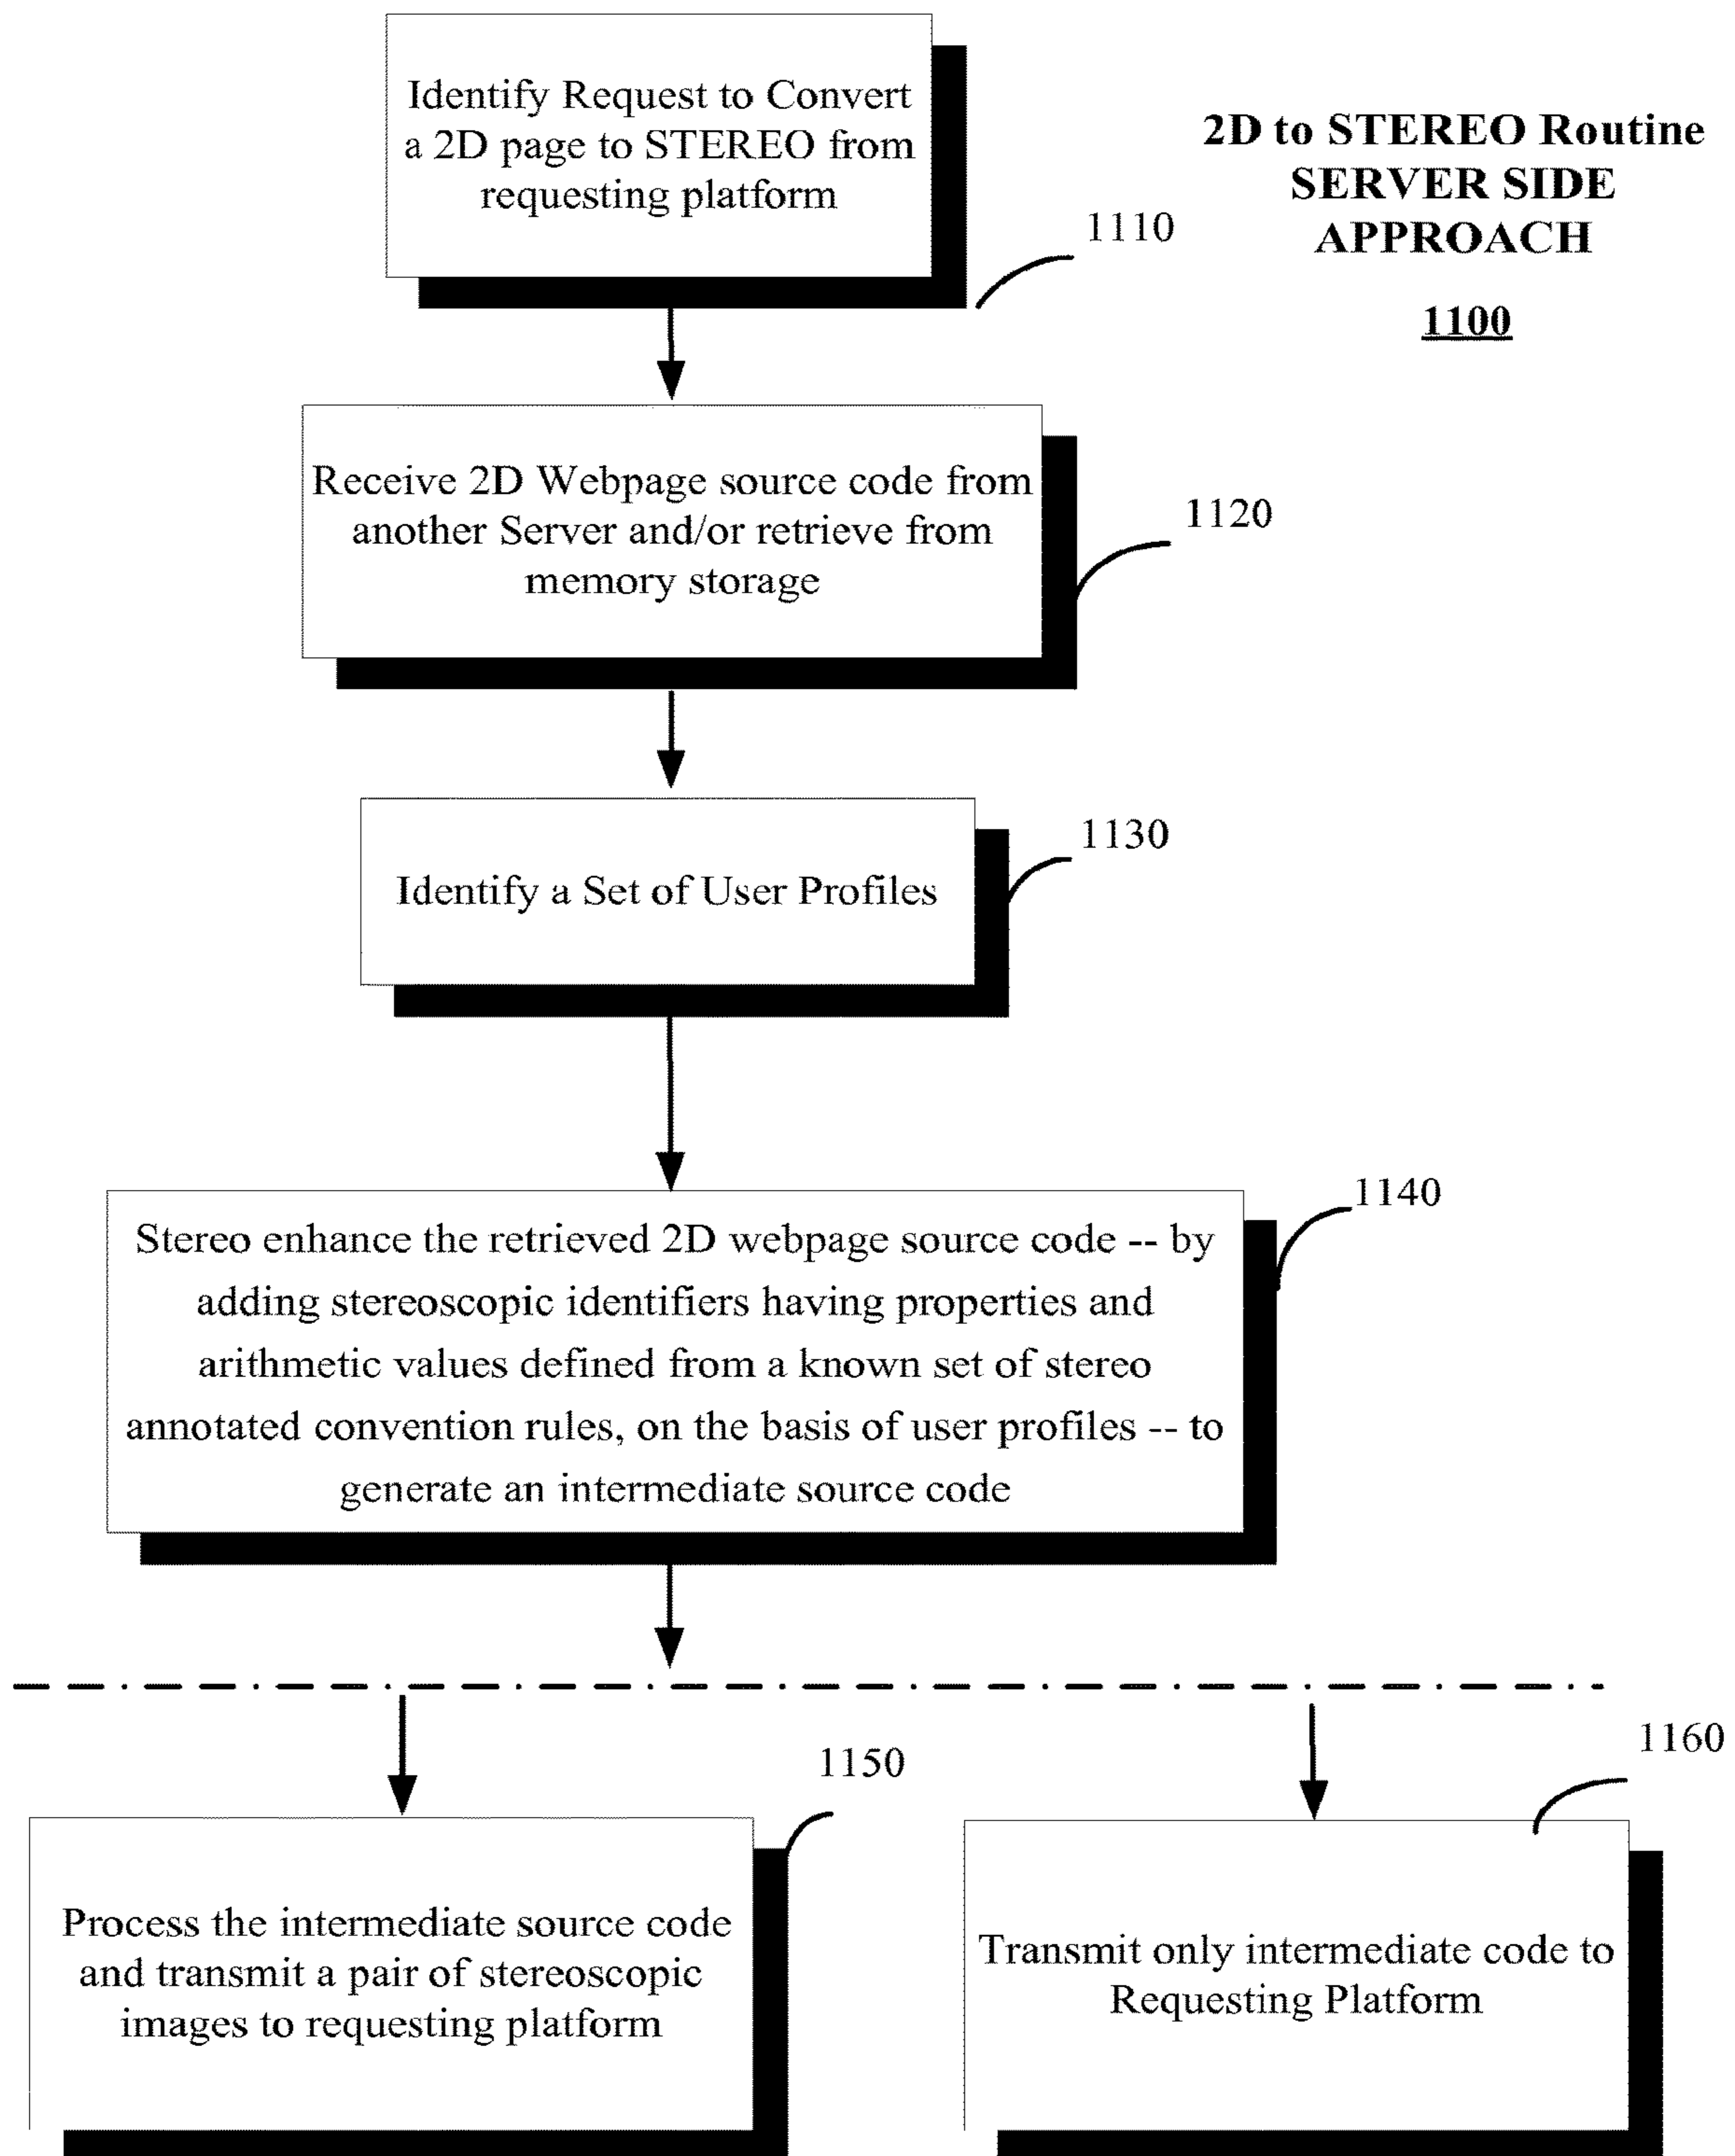 Identify Request to Convert
a 2D page to STEREO from
requesting platform
2D to STEREO Routine
SERVER SIDE
APPROACH
1100
1110
Receive 2D Webpage source code from
another Server and/or retrieve from
memory storage
1120
Identify a Set of User Profiles
1130
Stereo enhance the retrieved 2D webpage source code -- by
adding stereoscopic identifiers having properties and
arithmetic values defined from a known set of stereo
annotated convention rules, on the basis of user profiles -- to
generate an intermediate source code
1140
Process the intermediate source code
and transmit a pair of stereoscopic
images to requesting platform
1150
Transmit only intermediate code to
Requesting Platform
1160